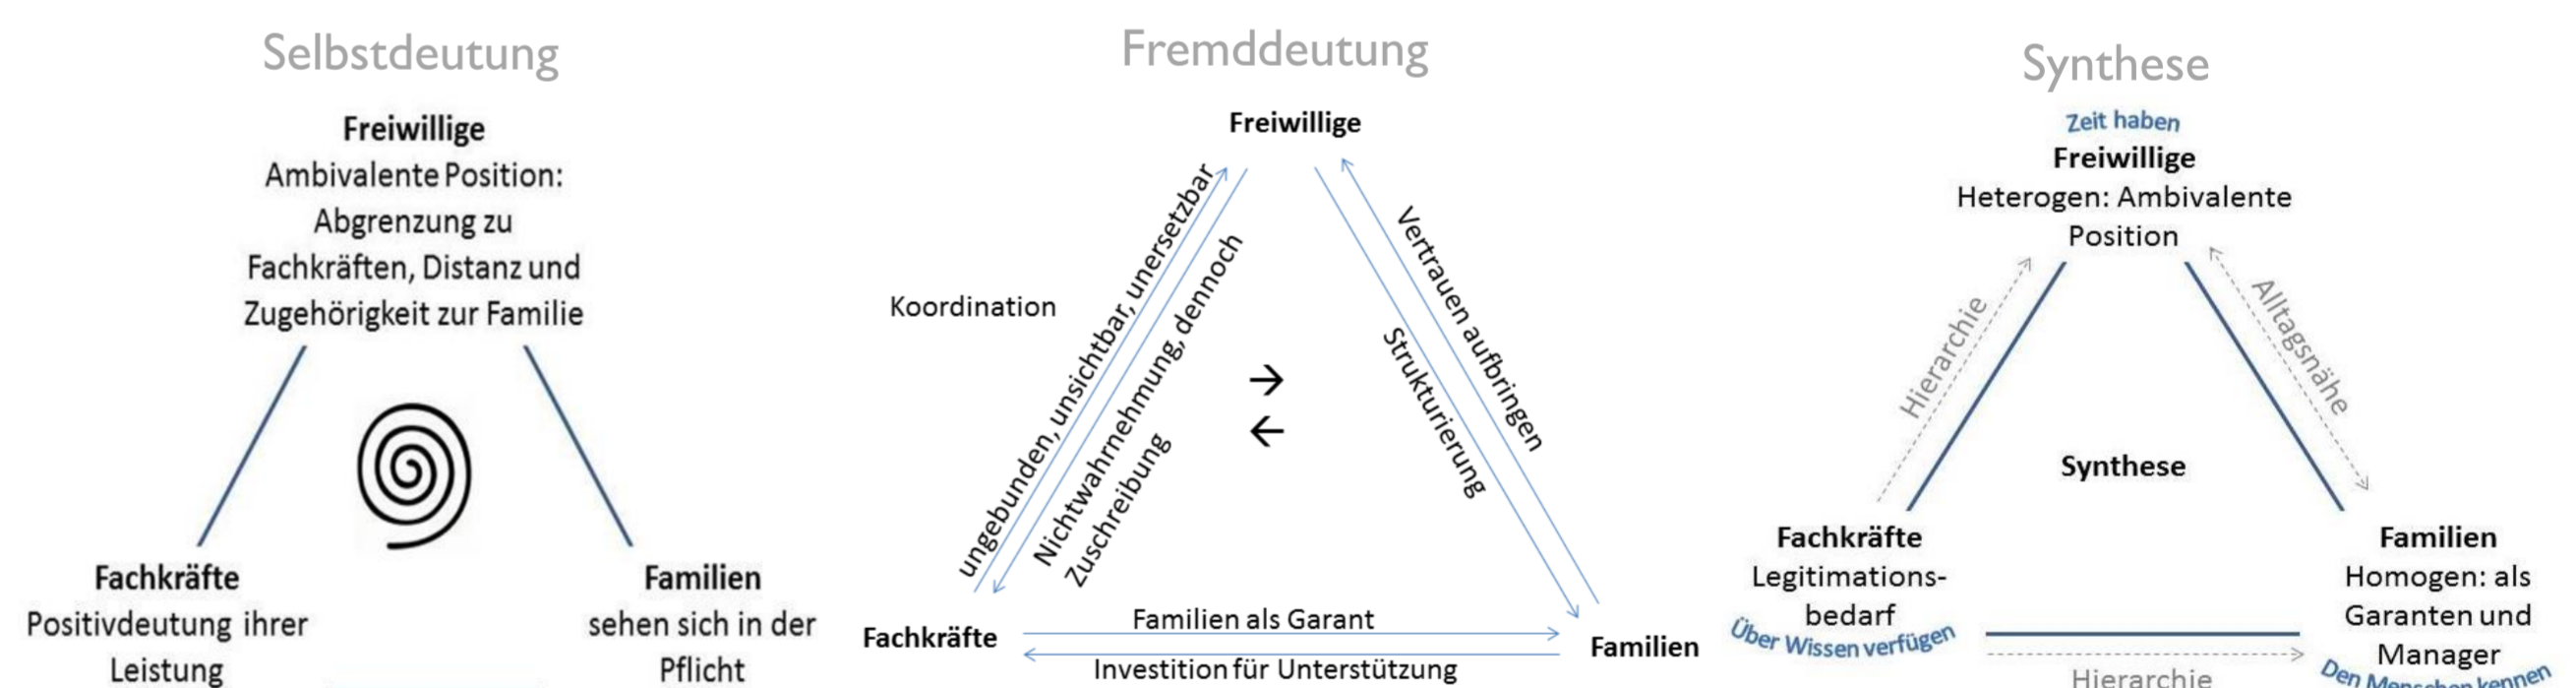 Selbstdeutung
Freiwillige
Ambivalente Position:
Abgrenzung zu
Fachkräften, Distanz und
Zugehörigkeit zur Familie
Fachkräfte
Positivdeutung ihrer
Leistung
Familien
sehen sich in der
Pflicht
Fremddeutung
Freiwillige
Koordination
ungebunden, unsichtbar, unersetzbar
Nichtwahrnehmung, dennoch
Zuschreibung
Vertrauen aufbringen
Strukturierung
→
←
Fachkräfte
Familien als Garant
Investition für Unterstützung
Familien
Synthese
Zeit haben
Freiwillige
Heterogen: Ambivalente
Position
Hierarchie
Alltagsnähe
Synthese
Fachkräfte
Legitimations-
bedarf
Über Wissen verfügen
Familien
Homogen: als
Garanten und
Manager
Den Menschen kennen
Hierarchie